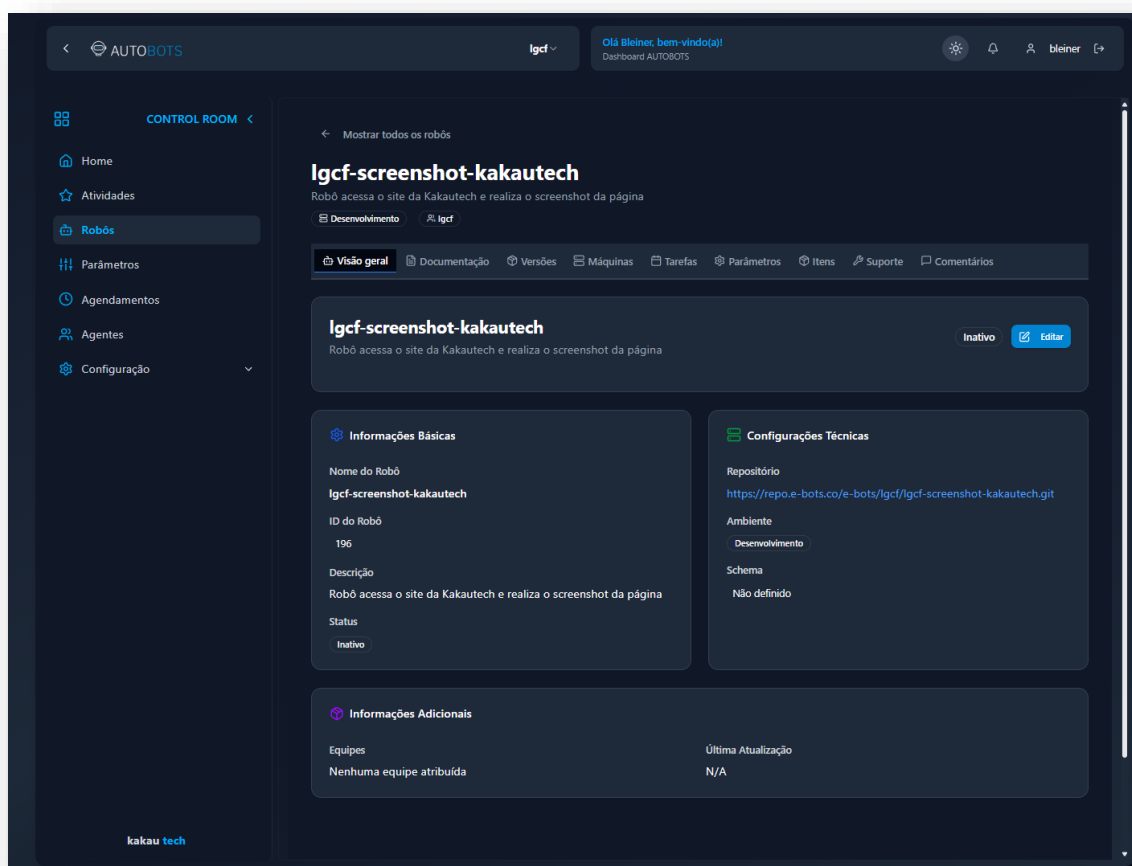 AUTOBOTS
lgcf
Olá Bleiner, bem-vindo(a)!
Dashboard AUTOBOTS
bleiner
CONTROL ROOM
Home
Atividades
Robôs
Parâmetros
Agendamentos
Agentes
Configuração
kakau tech
Mostrar todos os robôs
lgcf-screenshot-kakautech
Robô acessa o site da Kakautech e realiza o screenshot da página
Desenvolvimento lgcf
Visão geral Documentação Versões Máquinas Tarefas Parâmetros Itens Suporte Comentários
lgcf-screenshot-kakautech
Robô acessa o site da Kakautech e realiza o screenshot da página
Inativo Editar
Informações Básicas
Nome do Robô
lgcf-screenshot-kakautech
ID do Robô
196
Descrição
Robô acessa o site da Kakautech e realiza o screenshot da página
Status
Inativo
Configurações Técnicas
Repositório
https://repo.e-bots.co/e-bots/lgcf/lgcf-screenshot-kakautech.git
Ambiente
Desenvolvimento
Schema
Não definido
Informações Adicionais
Equipes
Nenhuma equipe atribuída
Última Atualização
N/A